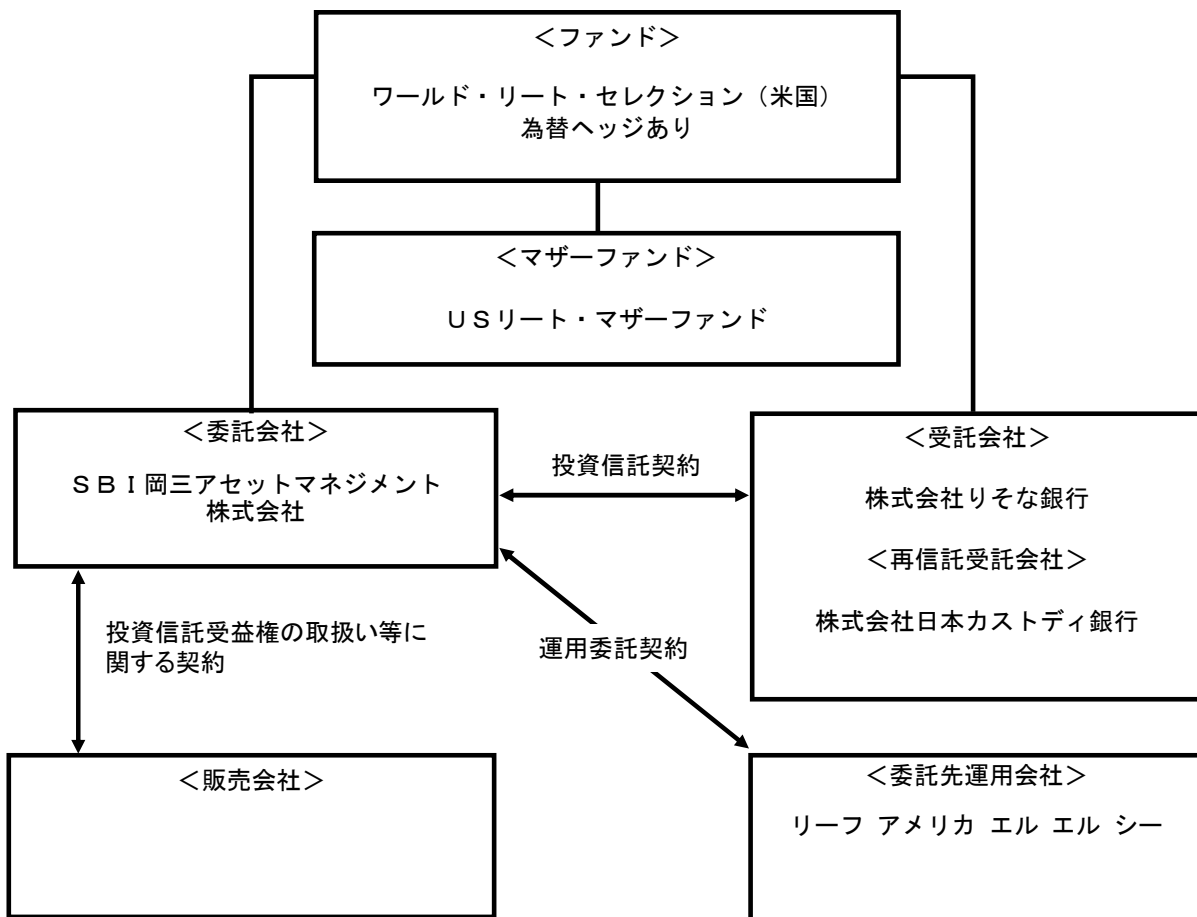 ＜ファンド＞
ワールド・リート・セレクション（米国）
為替ヘッジあり
＜マザーファンド＞
ＵＳリート・マザーファンド
＜委託会社＞
ＳＢＩ岡三アセットマネジメント
株式会社
投資信託契約
＜受託会社＞
株式会社りそな銀行
＜再信託受託会社＞
株式会社日本カストディ銀行
投資信託受益権の取扱い等に
関する契約
運用委託契約
＜販売会社＞
＜委託先運用会社＞
リーフ アメリカ エル エル シー